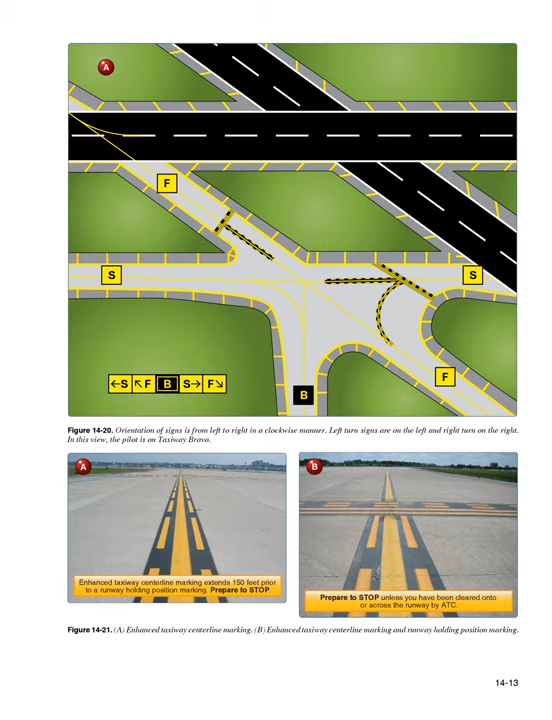 A
F
S
S
←S ↖F B S→ F↘
F
B
Figure 14-20. Orientation of signs is from left to right in a clockwise manner. Left turn signs are on the left and right turn on the right.
In this view, the pilot is on Taxiway Bravo.
A
Enhanced taxiway centerline marking extends 150 feet prior
to a runway holding position marking. Prepare to STOP
B
Prepare to STOP unless you have been cleared onto
or across the runway by ATC.
Figure 14-21. (A) Enhanced taxiway centerline marking. (B) Enhanced taxiway centerline marking and runway holding position marking.
14-13